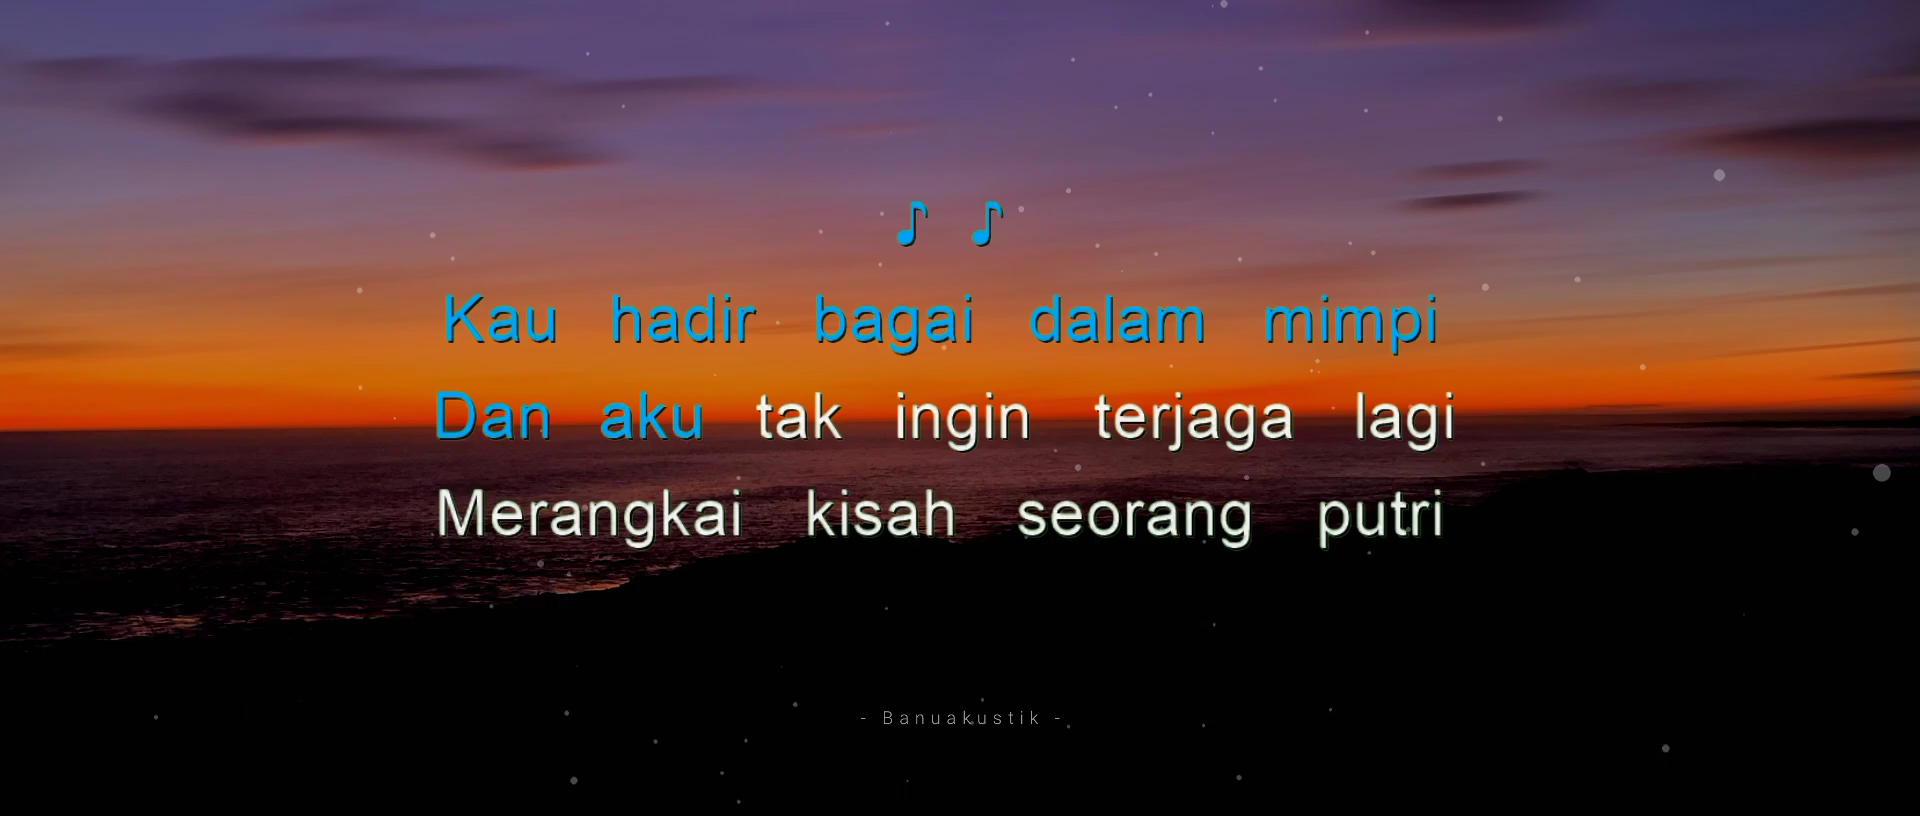 ♪ ♪
Kau hadir bagai dalam mimpi
Dan aku tak ingin terjaga lagi
Merangkai kisah seorang putri
- Banuakustik -